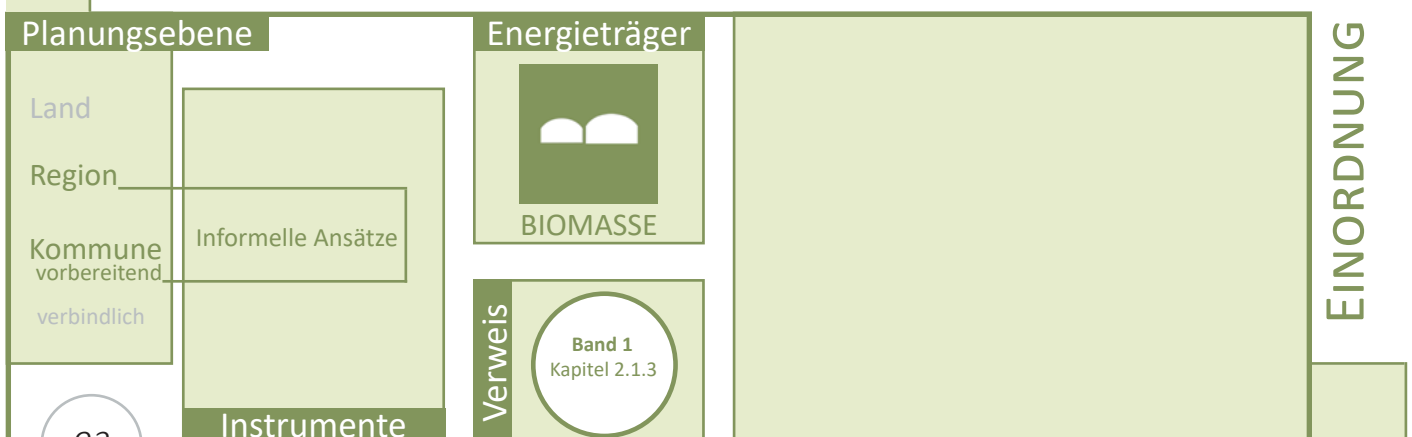 Planungsebene
Land
Region
Kommune
vorbereitend
verbindlich
Informelle Ansätze
Instrumente
Energieträger
BIOMASSE
Verweis
Band 1
Kapitel 2.1.3
EINORDNUNG